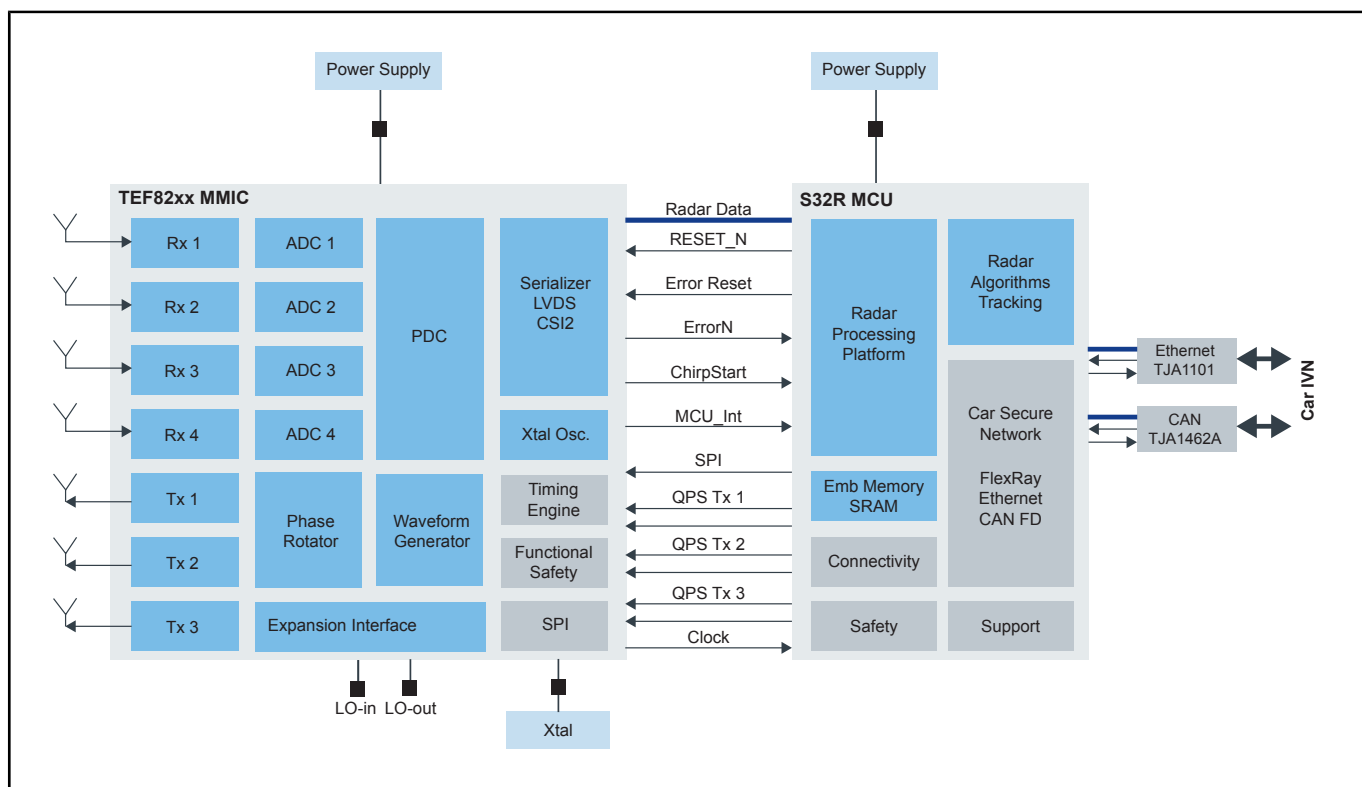 Power Supply
Power Supply
TEF82xx MMIC
S32R MCU
Rx 1
Rx 2
Rx 3
Rx 4
Tx 1
Tx 2
Tx 3
ADC 1
ADC 2
ADC 3
ADC 4
Phase
Rotator
PDC
Waveform
Generator
Expansion Interface
Serializer
LVDS
CSI2
Xtal Osc.
Timing
Engine
Functional
Safety
SPI
LO-in
LO-out
Xtal
Radar Data
RESET_N
Error Reset
ErrorN
ChirpStart
MCU_Int
SPI
QPS Tx 1
QPS Tx 2
QPS Tx 3
Clock
Radar
Processing
Platform
Emb Memory
SRAM
Connectivity
Safety
Radar
Algorithms
Tracking
Car Secure
Network
FlexRay
Ethernet
CAN FD
Support
Ethernet
TJA1101
CAN
TJA1462A
Car IVN